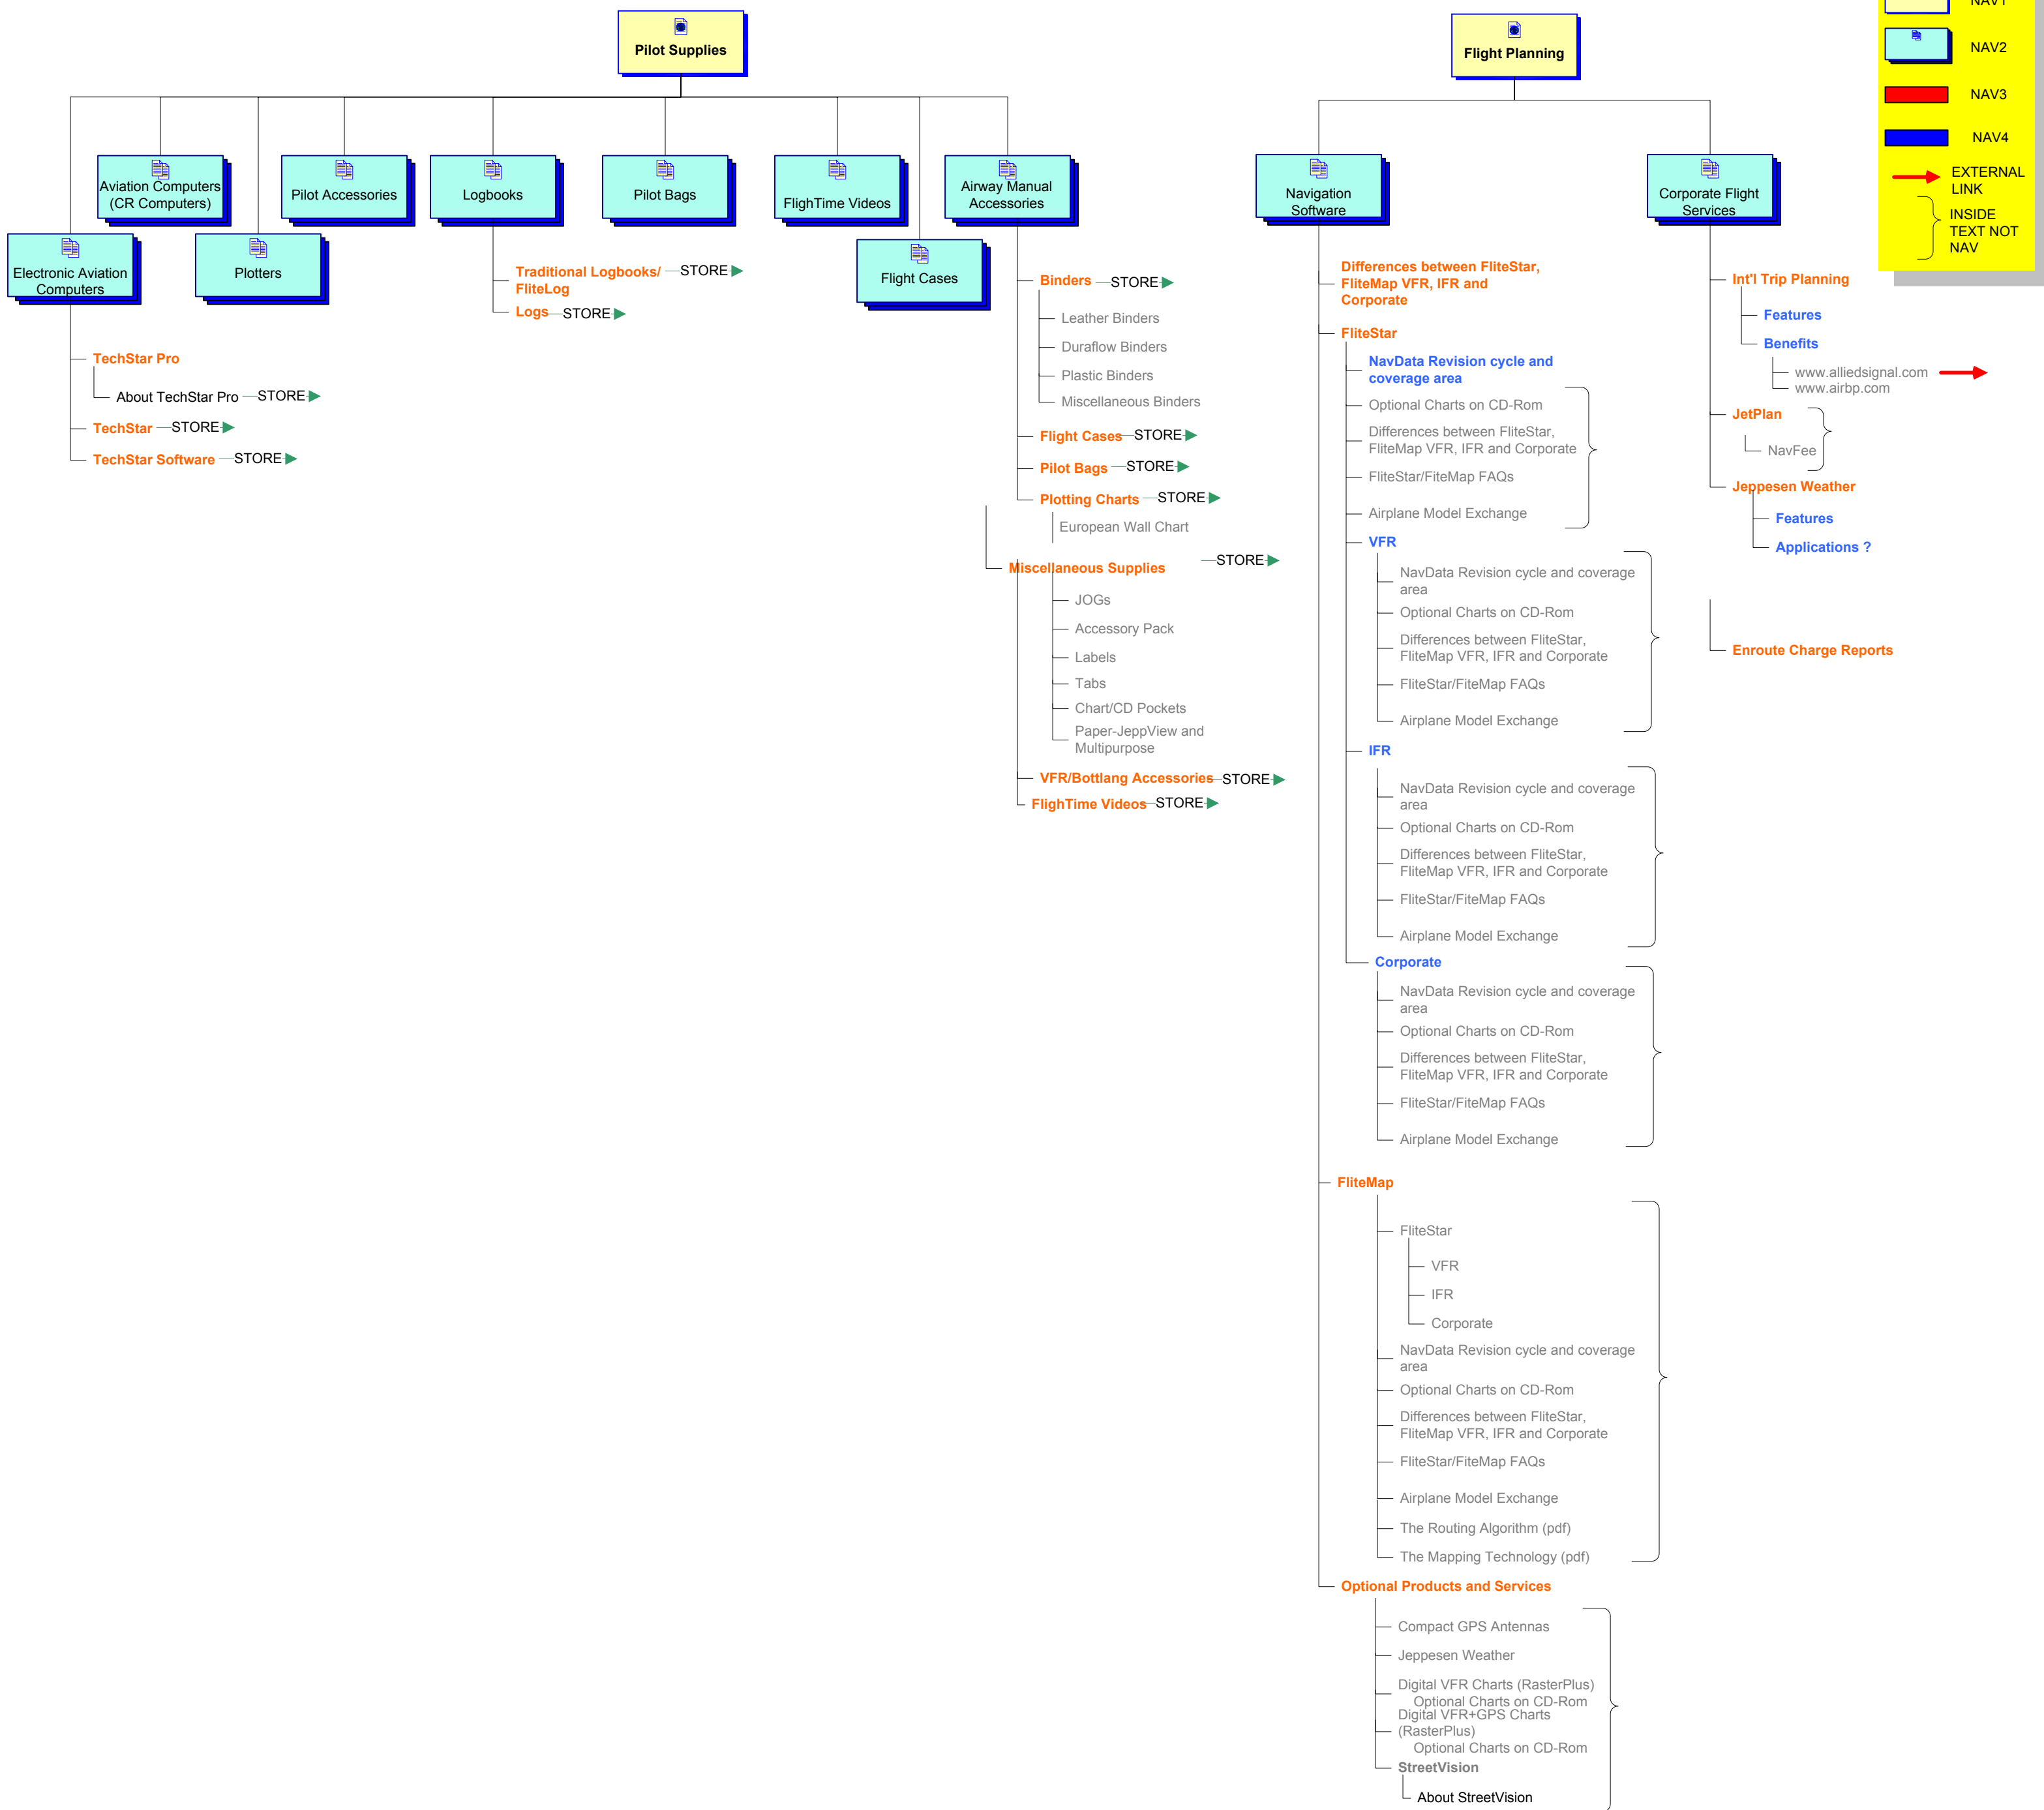 Pilot Supplies
Aviation Computers
(CR Computers)
Pilot Accessories
Logbooks
Pilot Bags
FlighTime Videos
Airway Manual
Accessories
Electronic Aviation
Computers
Plotters
Flight Cases
TechStar Pro
About TechStar Pro STORE
TechStar STORE
TechStar Software STORE
Traditional Logbooks/ STORE
FliteLog
Logs STORE
Binders STORE
Leather Binders
Duraflow Binders
Plastic Binders
Miscellaneous Binders
Flight Cases STORE
Pilot Bags STORE
Plotting Charts STORE
European Wall Chart
Miscellaneous Supplies STORE
JOGs
Accessory Pack
Labels
Tabs
Chart/CD Pockets
Paper-JeppView and
Multipurpose
VFR/Bottlang Accessories STORE
FlighTime Videos STORE
Flight Planning
Navigation
Software
Differences between FliteStar,
FliteMap VFR, IFR and
Corporate
FliteStar
NavData Revision cycle and
coverage area
Optional Charts on CD-Rom
Differences between FliteStar,
FliteMap VFR, IFR and Corporate
FliteStar/FiteMap FAQs
Airplane Model Exchange
VFR
NavData Revision cycle and coverage
area
Optional Charts on CD-Rom
Differences between FliteStar,
FliteMap VFR, IFR and Corporate
FliteStar/FiteMap FAQs
Airplane Model Exchange
IFR
NavData Revision cycle and coverage
area
Optional Charts on CD-Rom
Differences between FliteStar,
FliteMap VFR, IFR and Corporate
FliteStar/FiteMap FAQs
Airplane Model Exchange
Corporate
NavData Revision cycle and coverage
area
Optional Charts on CD-Rom
Differences between FliteStar,
FliteMap VFR, IFR and Corporate
FliteStar/FiteMap FAQs
Airplane Model Exchange
FliteMap
FliteStar
VFR
IFR
Corporate
NavData Revision cycle and coverage
area
Optional Charts on CD-Rom
Differences between FliteStar,
FliteMap VFR, IFR and Corporate
FliteStar/FiteMap FAQs
Airplane Model Exchange
The Routing Algorithm (pdf)
The Mapping Technology (pdf)
Optional Products and Services
Compact GPS Antennas
Jeppesen Weather
Digital VFR Charts (RasterPlus)
Optional Charts on CD-Rom
Digital VFR+GPS Charts
(RasterPlus)
Optional Charts on CD-Rom
StreetVision
About StreetVision
Corporate Flight
Services
Int'l Trip Planning
Features
Benefits
www.alliedsignal.com
www.airbp.com
JetPlan
NavFee
Jeppesen Weather
Features
Applications ?
Enroute Charge Reports
NAV1
NAV2
NAV3
NAV4
EXTERNAL
LINK
INSIDE
TEXT NOT
NAV